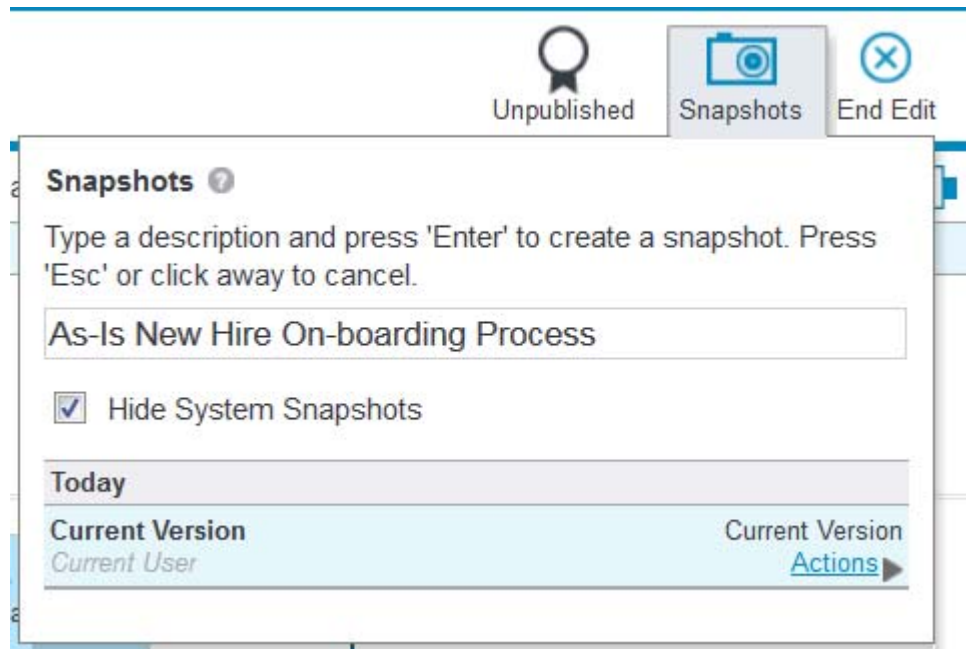 Unpublished
Snapshots
End Edit
Snapshots
Type a description and press 'Enter' to create a snapshot. Press
'Esc' or click away to cancel.
As-Is New Hire On-boarding Process
Hide System Snapshots
Today
Current Version
Current Version
Current User
Actions